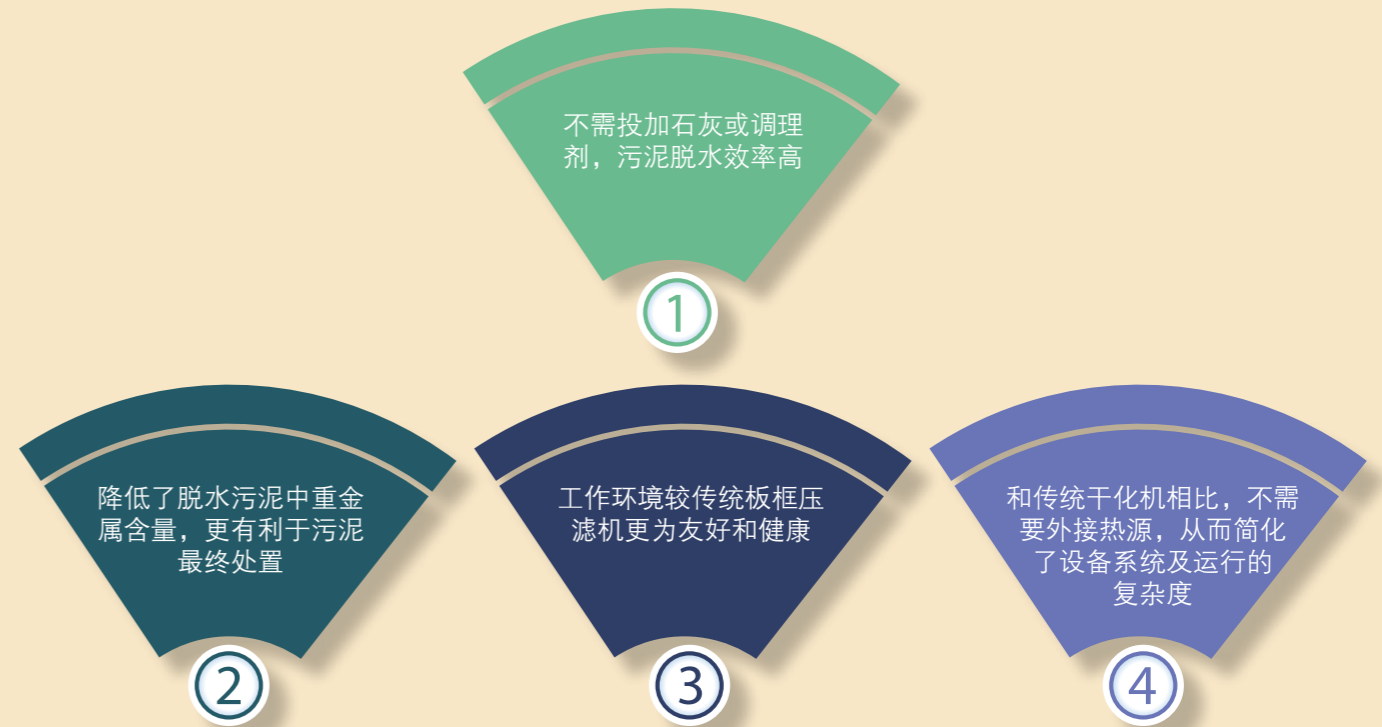 不需投加石灰或调理
剂，污泥脱水效率高
1
降低了脱水污泥中重金
属含量，更有利于污泥
最终处置
2
工作环境较传统板框压
滤机更为友好和健康
3
和传统干化机相比，不需
要外接热源，从而简化
了设备系统及运行的
复杂度
4